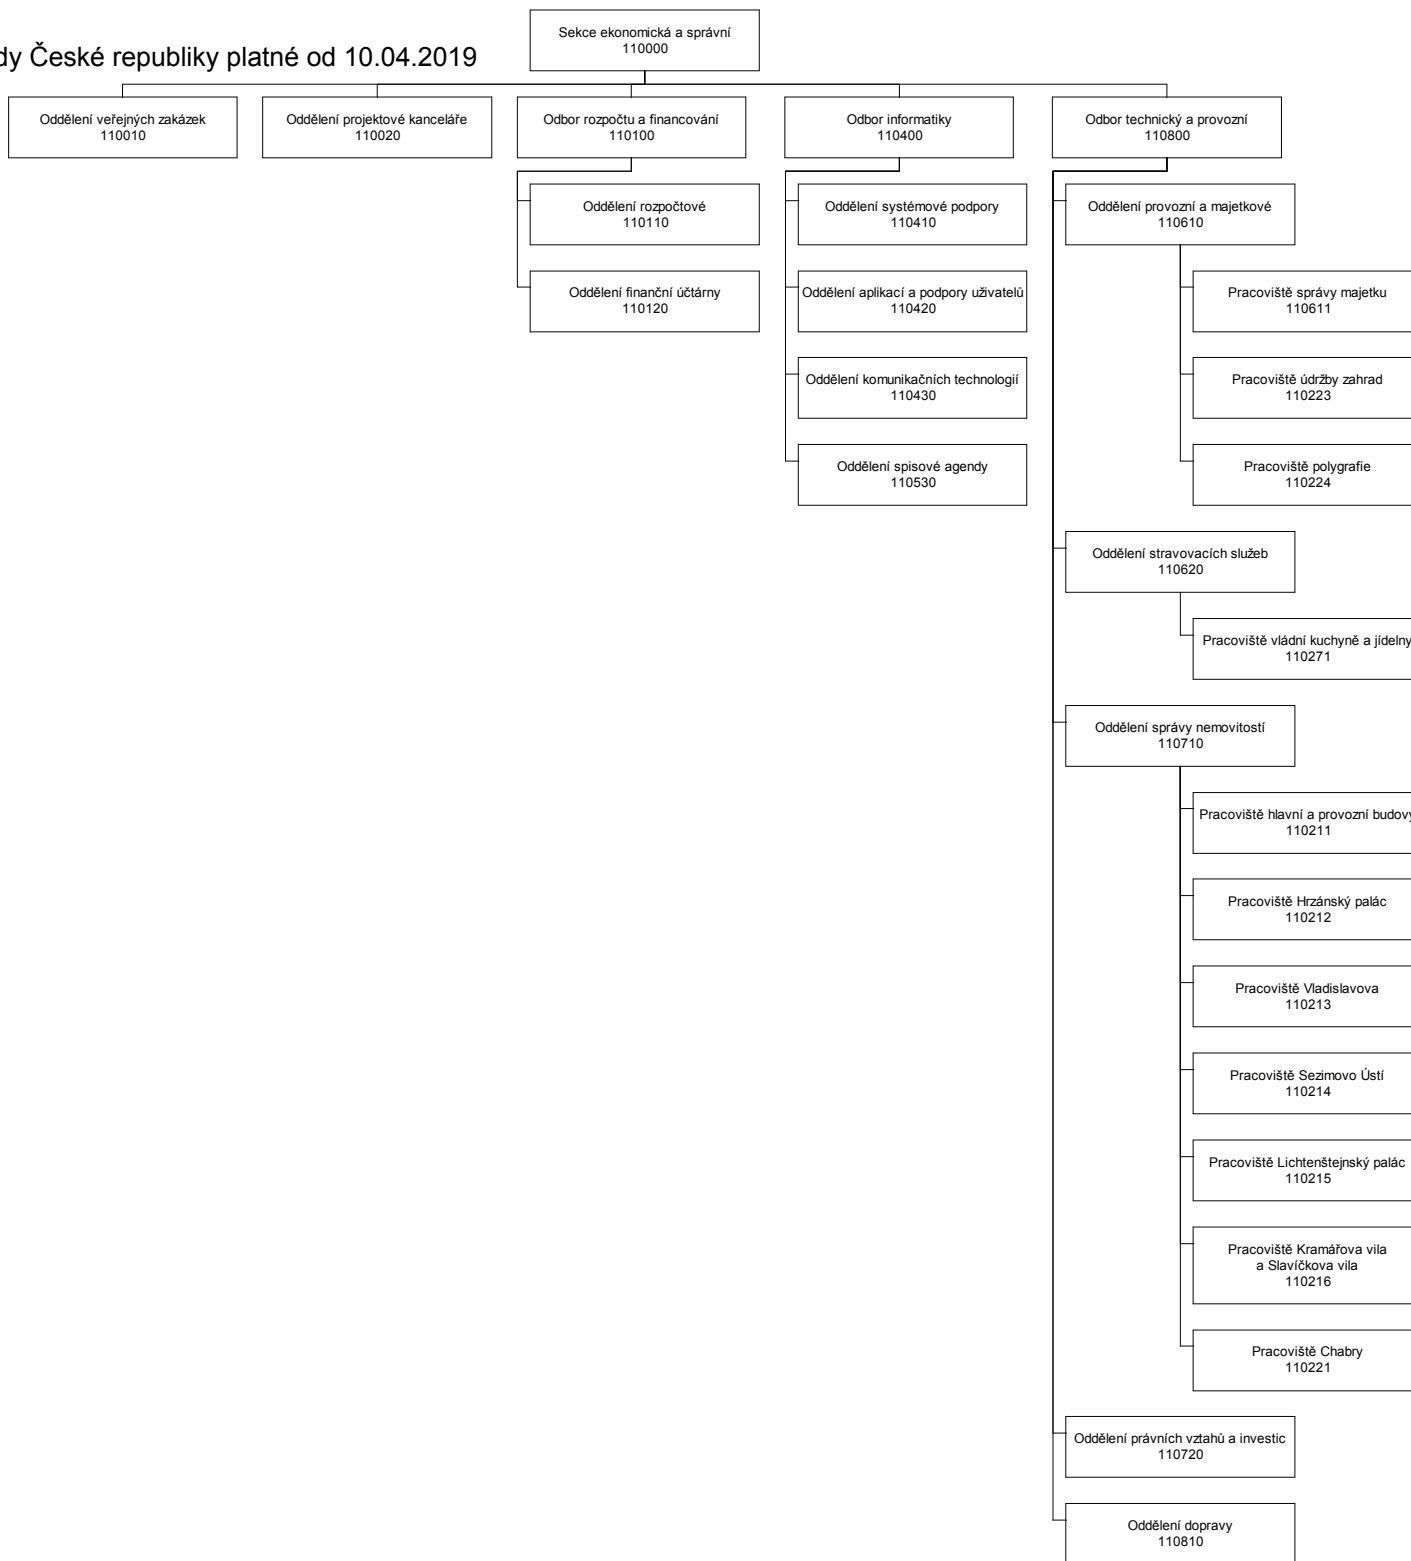 Sekce ekonomická a správní
110000
dy České republiky platné od 10.04.2019
Oddělení veřejných zakázek
110010
Oddělení projektové kanceláře
110020
Odbor rozpočtu a financování
110100
Odbor informatiky
110400
Odbor technický a provozní
110800
Oddělení rozpočtové
110110
Oddělení finanční účtárny
110120
Oddělení systémové podpory
110410
Oddělení aplikací a podpory uživatelů
110420
Oddělení komunikačních technologií
110430
Oddělení spisové agendy
110530
Oddělení provozní a majetkové
110610
Pracoviště správy majetku
110611
Pracoviště údržby zahrad
110223
Pracoviště polygrafie
110224
Oddělení stravovacích služeb
110620
Pracoviště vládní kuchyně a jídelny
110271
Oddělení správy nemovitostí
110710
Pracoviště hlavní a provozní budovy
110211
Pracoviště Hrzánský palác
110212
Pracoviště Vladislavova
110213
Pracoviště Sezimovo Ústí
110214
Pracoviště Lichtenštejnský palác
110215
Pracoviště Kramářova vila
a Slavíčkova vila
110216
Pracoviště Chabry
110221
Oddělení právních vztahů a investic
110720
Oddělení dopravy
110810